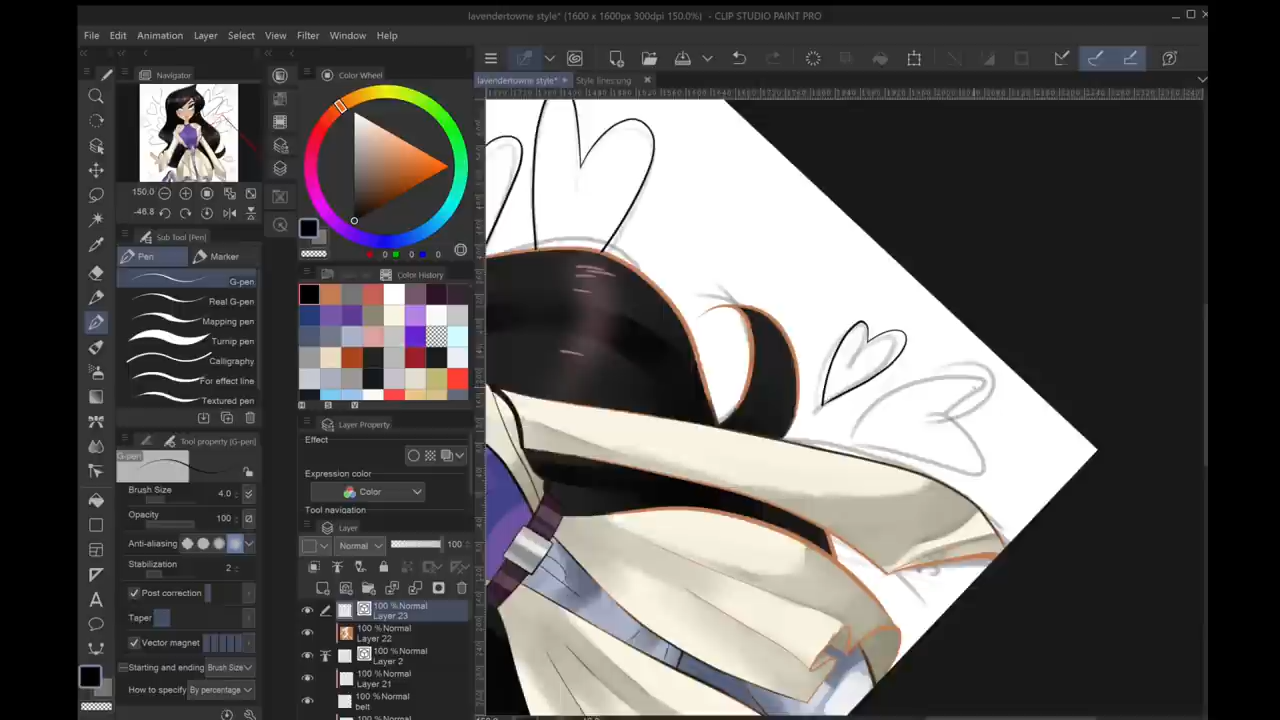 lavendertowne style* (1600 x 1600px 300dpi 150.0%) - CLIP STUDIO PAINT PRO
File Edit Animation Layer Select View Filter Window Help
Navigator
Color Wheel
lavendertowne style*
Style lines.png
150.0
-46.8
Sub Tool [Pen]
Pen
Marker
G-pen
Real G-pen
Mapping pen
Turnip pen
Calligraphy
For effect line
Textured pen
Tool property (G-pen)
G-pen
Brush Size 4.0
Opacity 100
Anti-aliasing
Stabilization 2
Post correction
Taper
Vector magnet
Starting and ending Brush Size
How to specify By percentage
0 0 0
Color History
H S V
Layer Property
Effect
Expression color
Color
Tool navigation
Layer
Normal 100
100 % Normal
Layer 23
100 % Normal
Layer 22
100 % Normal
Layer 2
100 % Normal
Layer 21
100 % Normal
belt